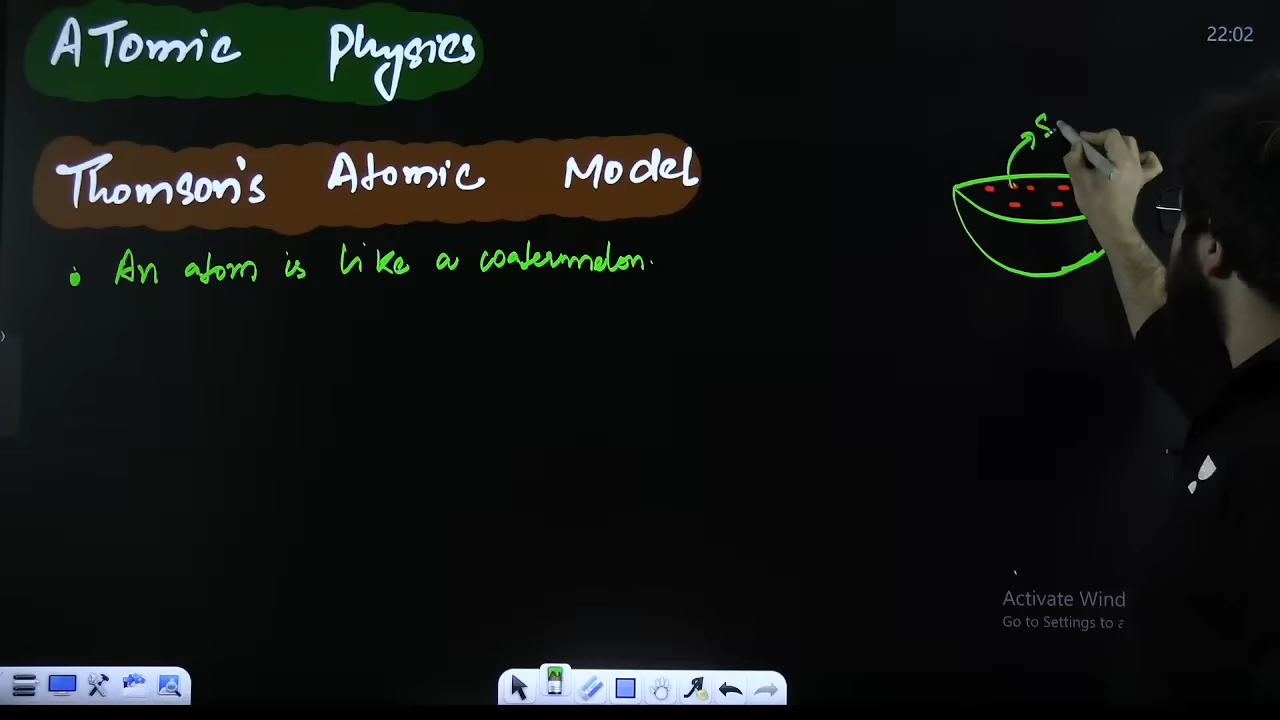 ATomic Physics
22:02
Thomson's Atomic Model
S
• An atom is like a watermelon.
Activate Wind
Go to Settings to a